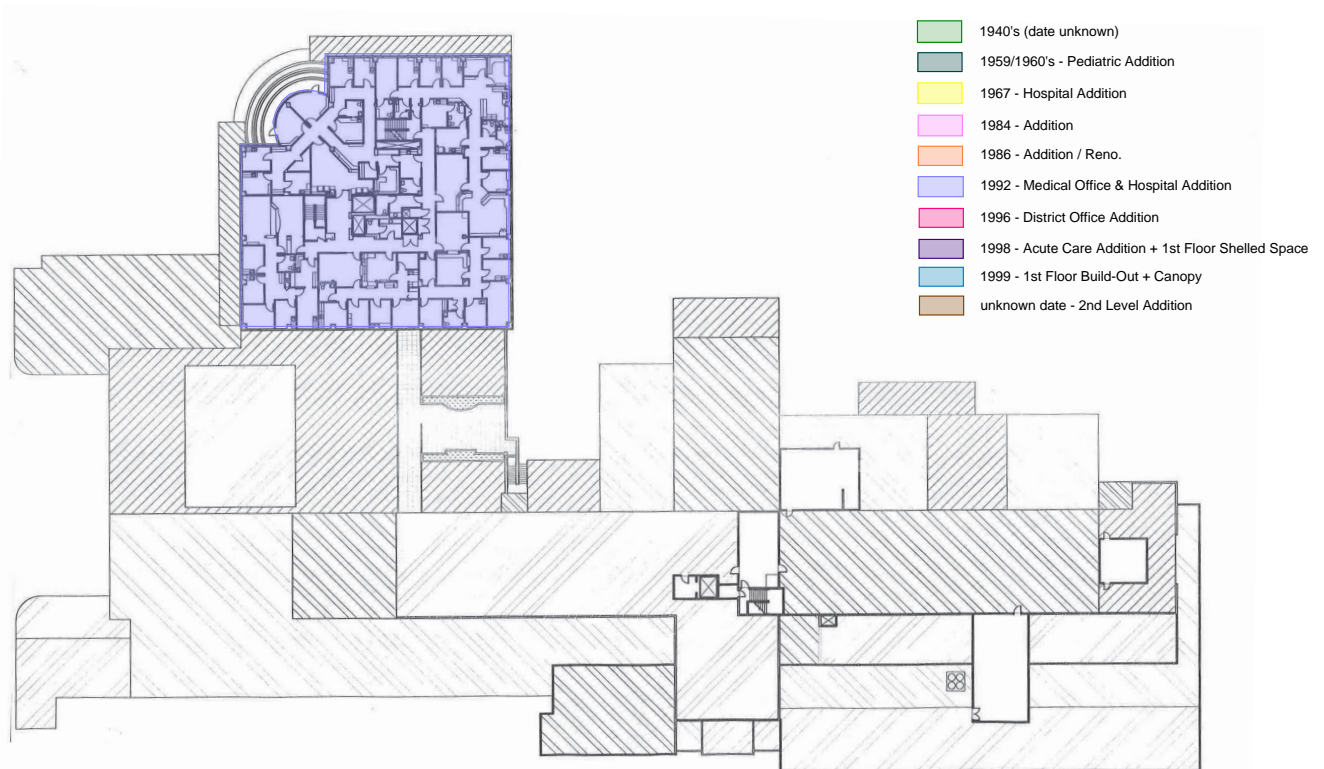 1940's (date unknown)
1959/1960's - Pediatric Addition
1967 - Hospital Addition
1984 - Addition
1986 - Addition / Reno.
1992 - Medical Office & Hospital Addition
1996 - District Office Addition
1998 - Acute Care Addition + 1st Floor Shelled Space
1999 - 1st Floor Build-Out + Canopy
unknown date - 2nd Level Addition